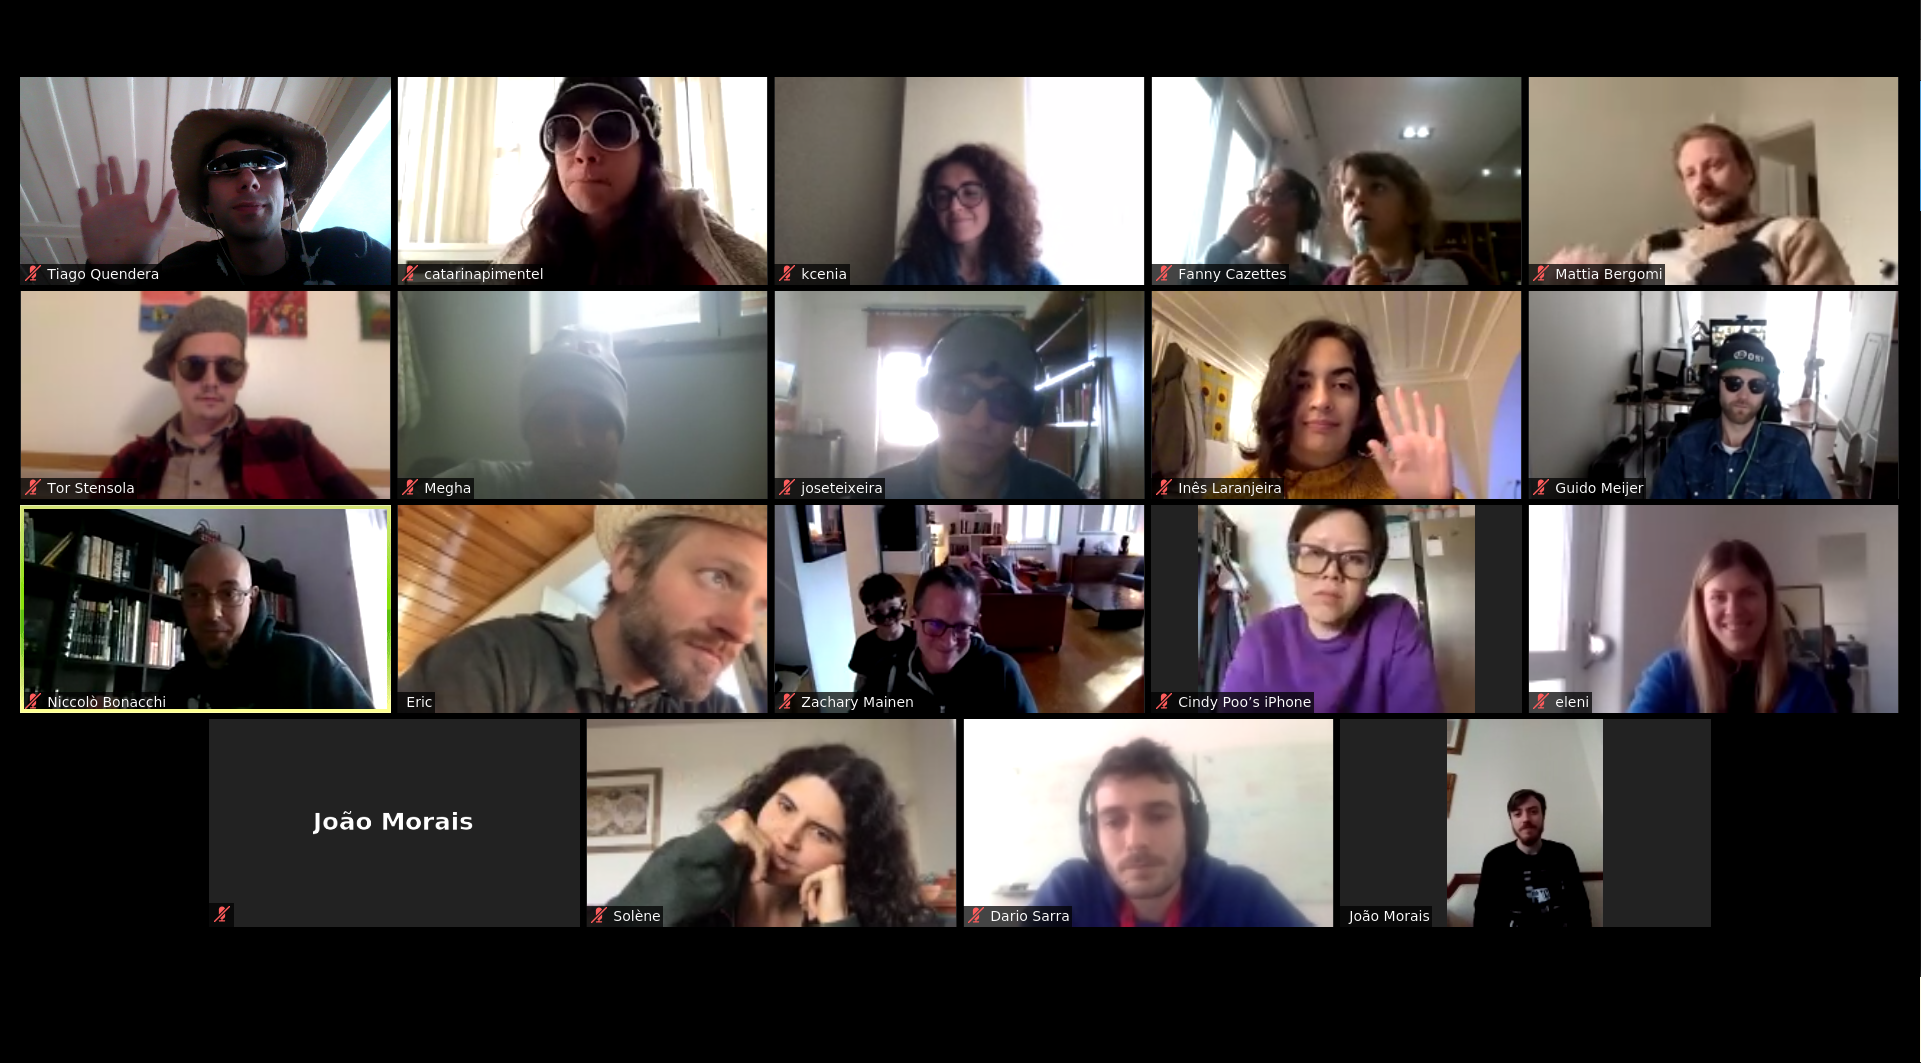 Tiago Quendera
catarinapimentel
kcenia
Fanny Cazettes
Mattia Bergomi
Tor Stensola
Megha
joseteixeira
Inês Laranjeira
Guido Meijer
Niccolò Bonacchi
Eric
Zachary Mainen
Cindy Poo’s iPhone
eleni
João Morais
Solène
Dario Sarra
João Morais